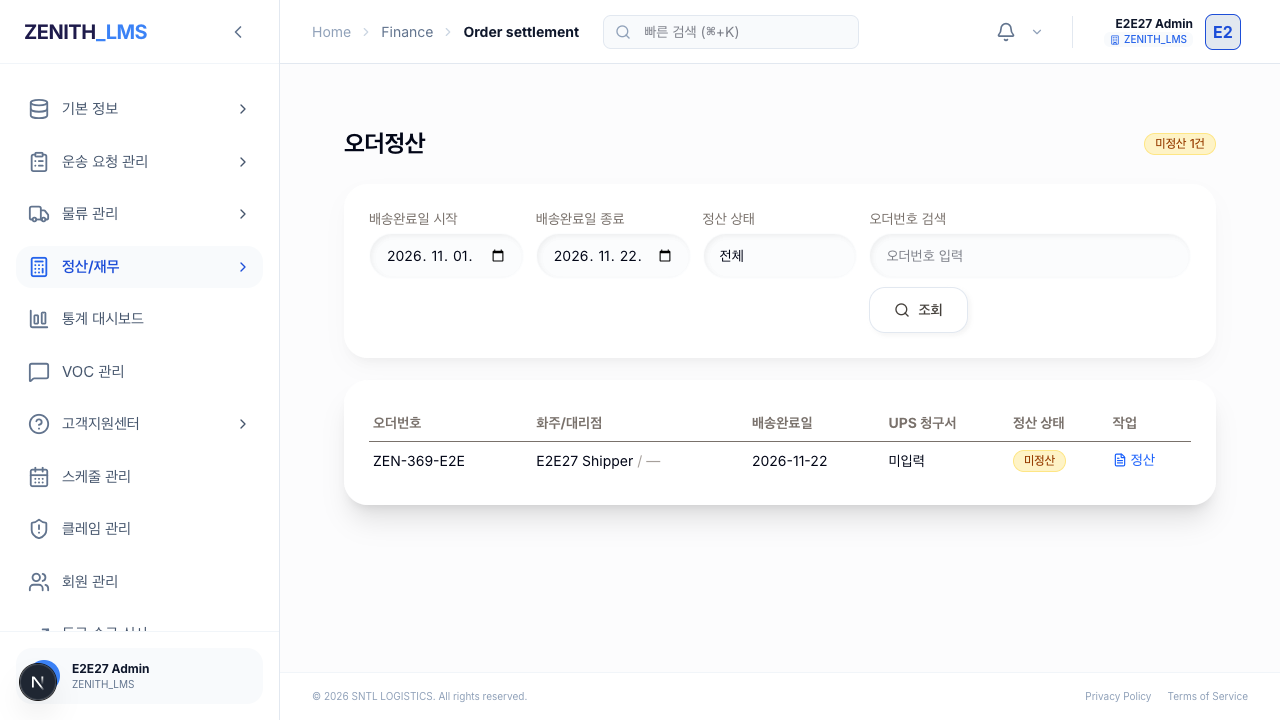 ZENITH_LMS
Home
Finance
Order settlement
빠른 검색 (⌘+K)
E2E27 Admin
ZENITH_LMS
E2
기본 정보
운송 요청 관리
물류 관리
정산/재무
통계 대시보드
VOC 관리
고객지원센터
스케줄 관리
클레임 관리
회원 관리
E2E27 Admin
ZENITH_LMS
N
오더정산
미정산 1건
배송완료일 시작
배송완료일 종료
정산 상태
오더번호 검색
2026. 11. 01.
2026. 11. 22.
전체
오더번호 입력
조회
오더번호 화주/대리점 배송완료일 UPS 청구서 정산 상태 작업
ZEN-369-E2E E2E27 Shipper / — 2026-11-22 미입력 미정산 정산
© 2026 SNTL LOGISTICS. All rights reserved.
Privacy Policy
Terms of Service